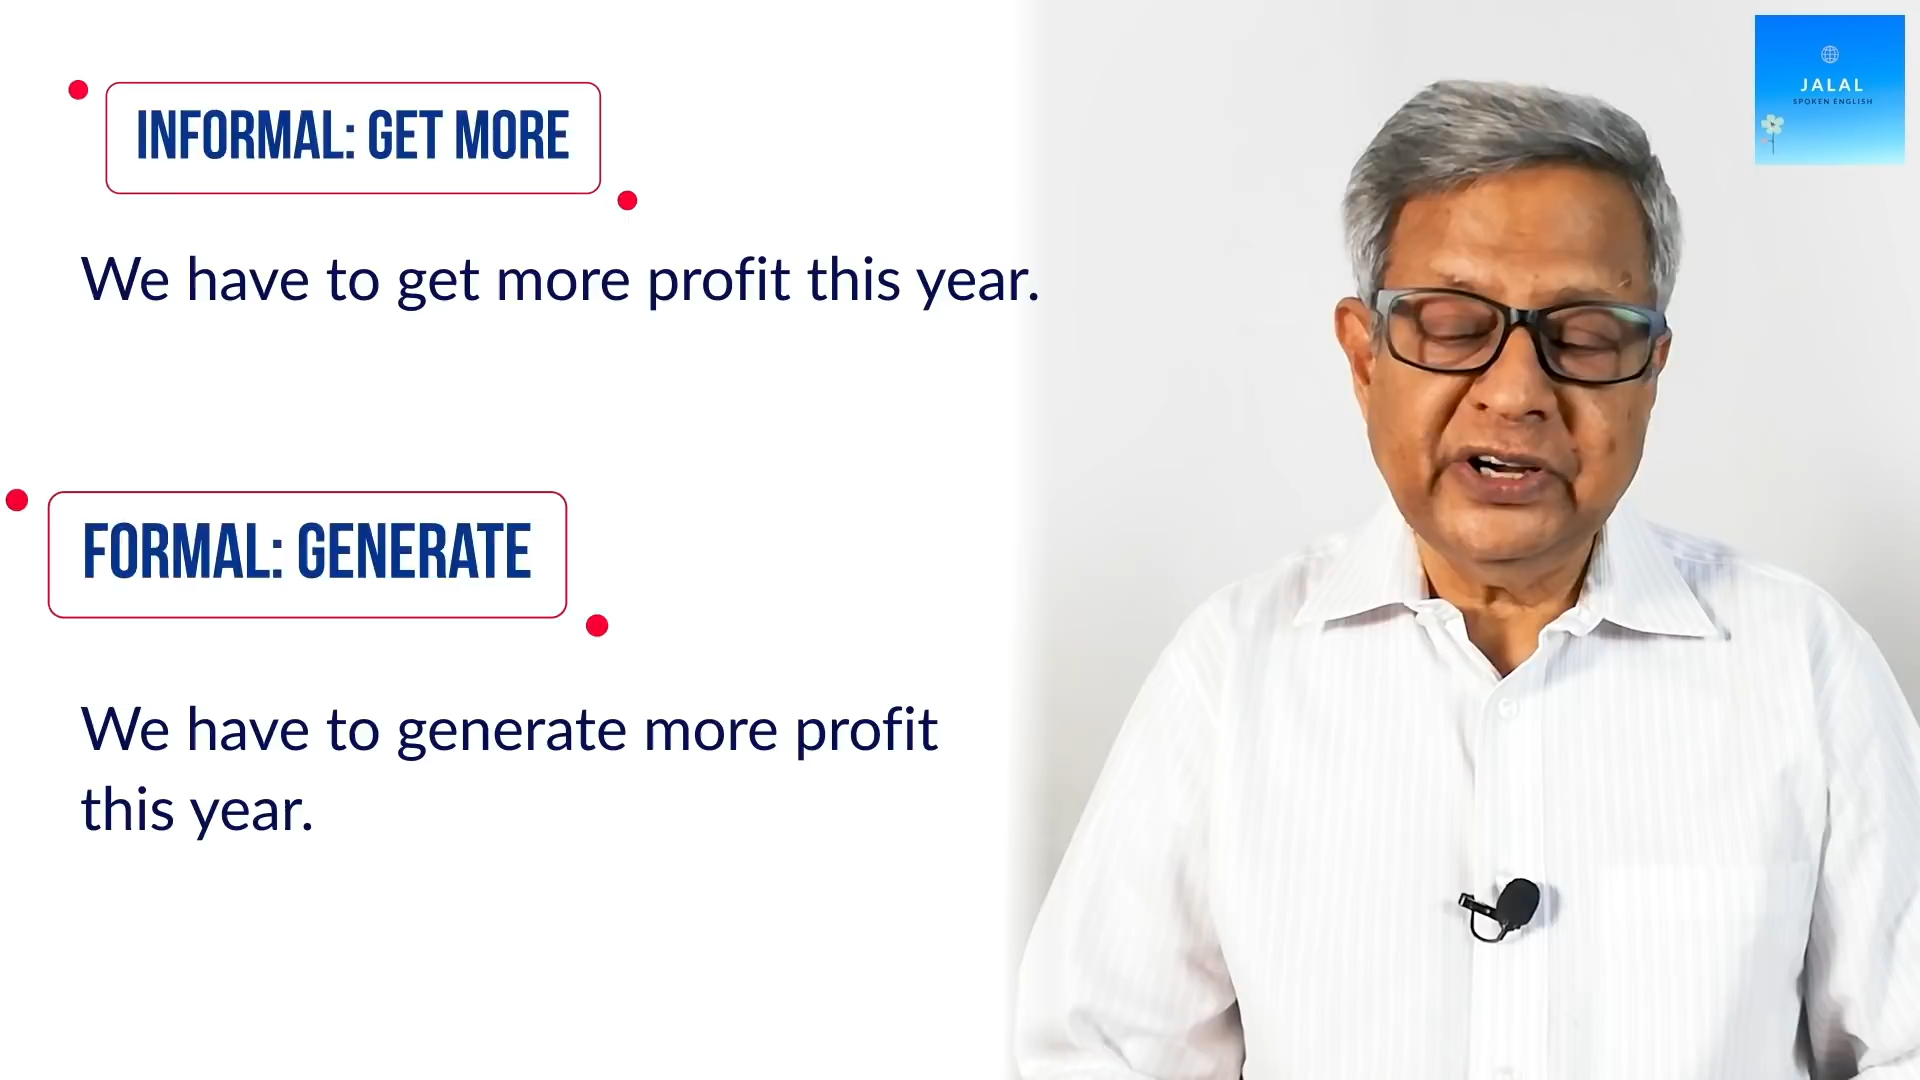 INFORMAL: GET MORE
We have to get more profit this year.
FORMAL: GENERATE
We have to generate more profit
this year.
JALAL
SPOKEN ENGLISH